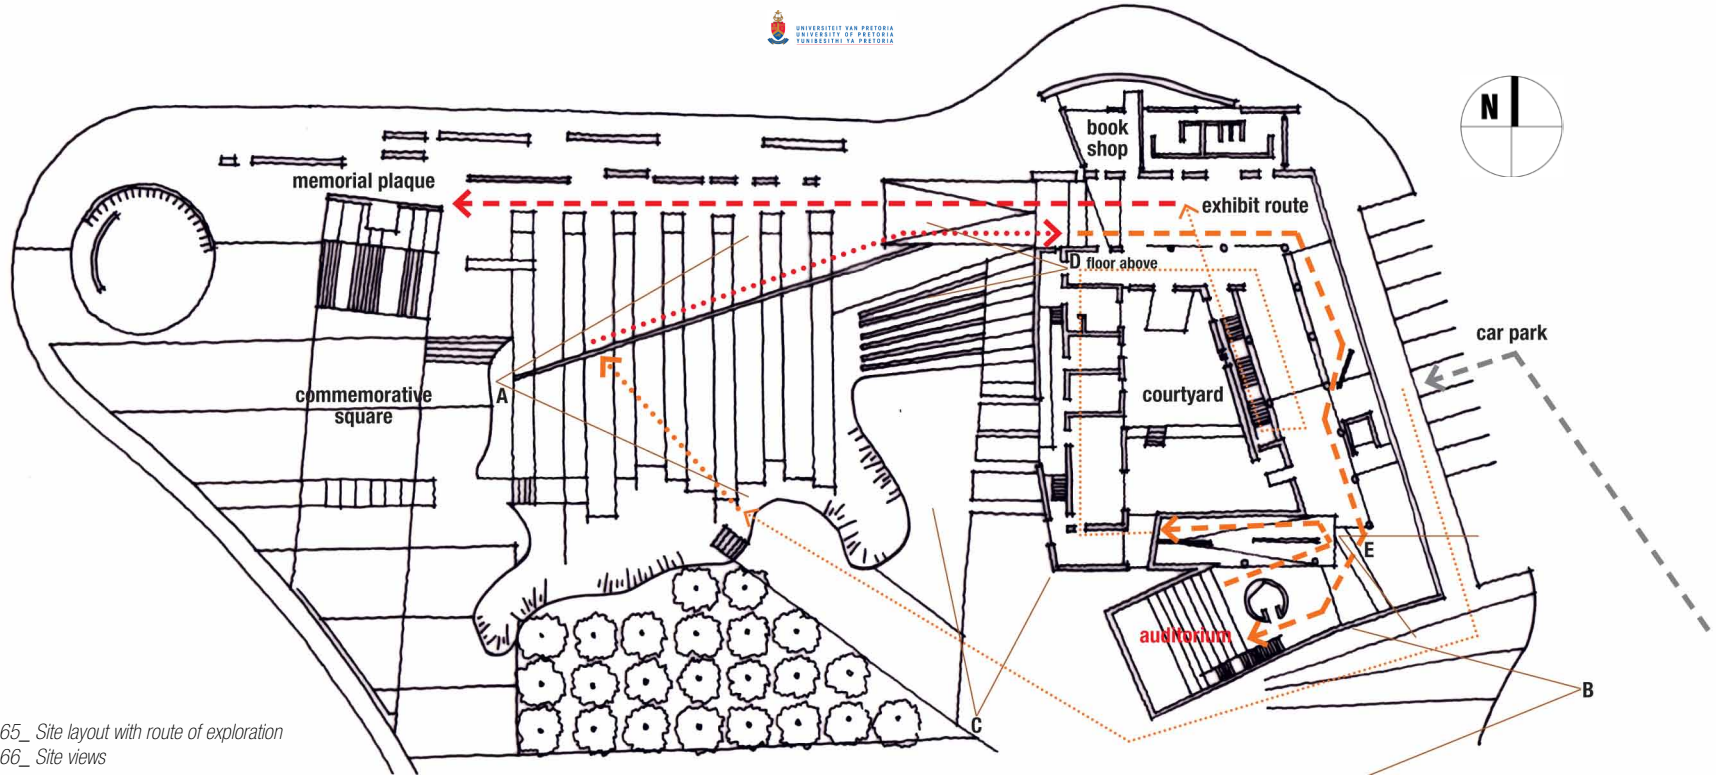 UNIVERSITEIT VAN PRETORIA
UNIVERSITY OF PRETORIA
YUNIBESITHI YA PRETORIA
N
book
shop
memorial plaque
exhibit route
D floor above
car park
commemorative
square
A
courtyard
E
auditorium
B
C
65_ Site layout with route of exploration
66_ Site views